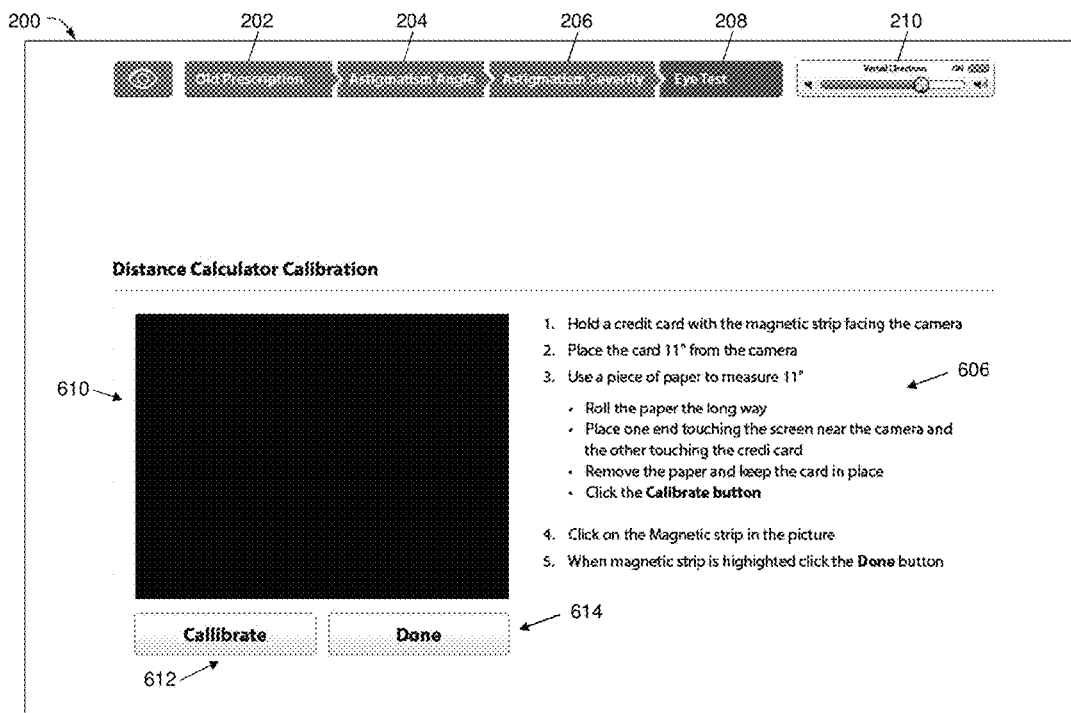 200 202 204 206 208 210
Old Prescription Astigmatism Angle Astigmatism Severity Eye Test Verbal Directions ON
Distance Calculator Calibration
1. Hold a credit card with the magnetic strip facing the camera
2. Place the card 11" from the camera
3. Use a piece of paper to measure 11"
606
610
• Roll the paper the long way
• Place one end touching the screen near the camera and
the other touching the credi card
• Remove the paper and keep the card in place
• Click the Calibrate button
4. Click on the Magnetic strip in the picture
5. When magnetic strip is highlighted click the Done button
Callibrate Done
614
612